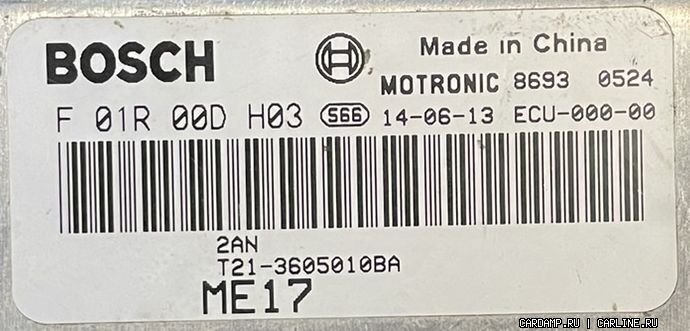 BOSCH
Made in China
MOTRONIC 8693 0524
F 01R 00D H03 S66 14-06-13 ECU-000-00
2AN
T21-3605010BA
ME17
CARDAMP.RU | CARLINE.RU